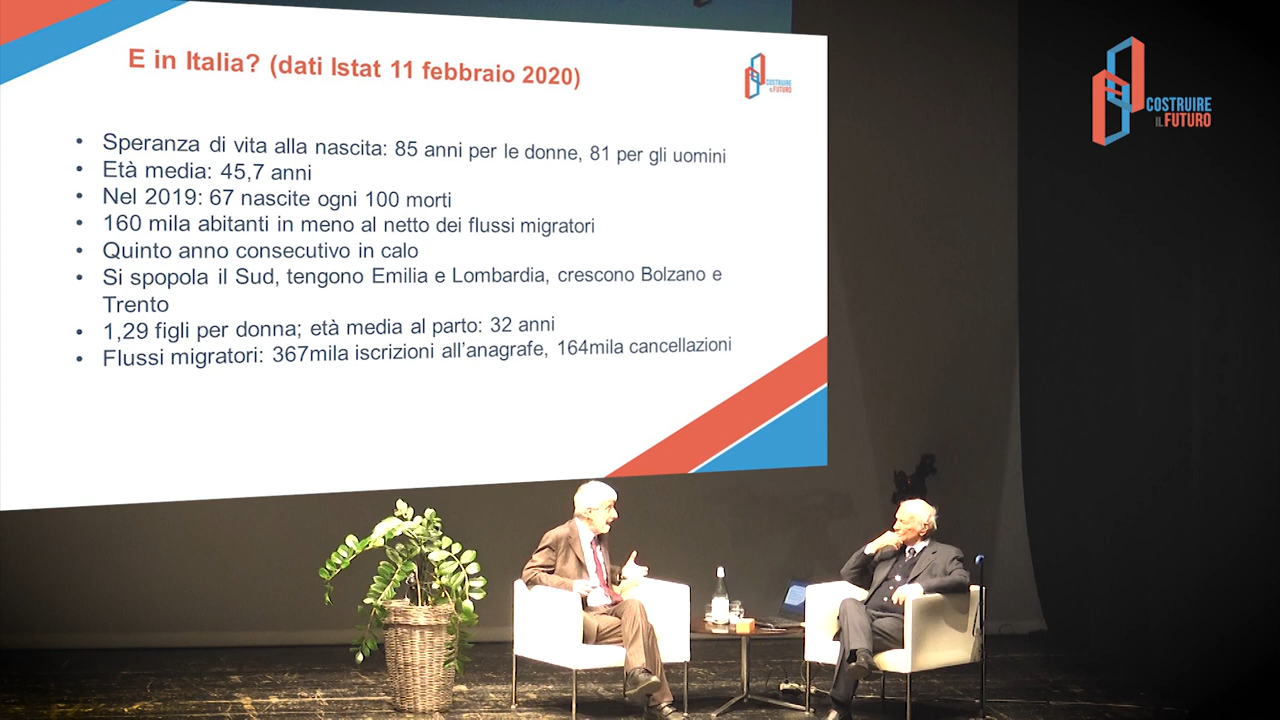 E in Italia? (dati Istat 11 febbraio 2020)
COSTRUIRE
IL FUTURO
• Speranza di vita alla nascita: 85 anni per le donne, 81 per gli uomini
• Età media: 45,7 anni
• Nel 2019: 67 nascite ogni 100 morti
• 160 mila abitanti in meno al netto dei flussi migratori
• Quinto anno consecutivo in calo
• Si spopola il Sud, tengono Emilia e Lombardia, crescono Bolzano e
Trento
• 1,29 figli per donna; età media al parto: 32 anni
• Flussi migratori: 367mila iscrizioni all’anagrafe, 164mila cancellazioni
COSTRUIRE
IL FUTURO